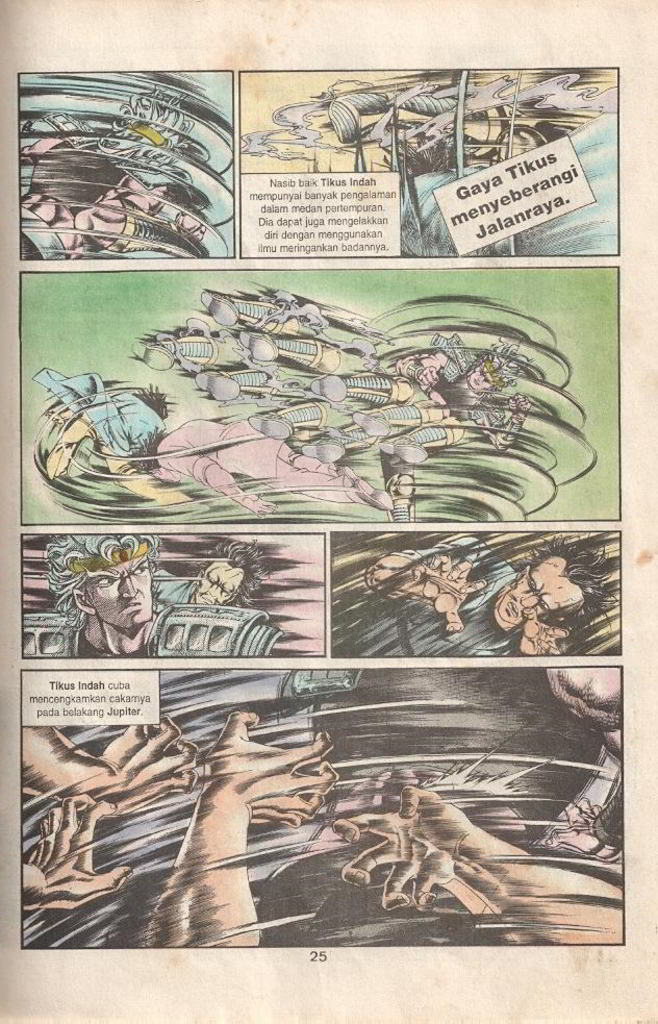 Nasib baik Tikus Indah
mempunyai banyak pengalaman
dalam medan pertempuran.
Dia dapat juga mengelakkan
diri dengan menggunakan
ilmu meringankan badannya.
Gaya Tikus
menyeberangi
Jalanraya.
Tikus Indah cuba
mencengkamkan cakarnya
pada belakang Jupiter.
25